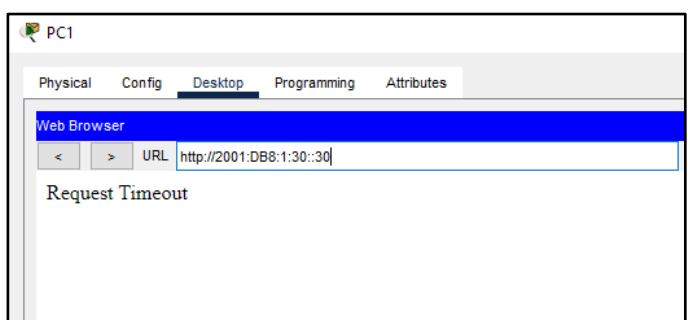 PC1
Physical Config Desktop Programming Attributes
Web Browser
< > URL http://2001:DB8:1:30::30
Request Timeout